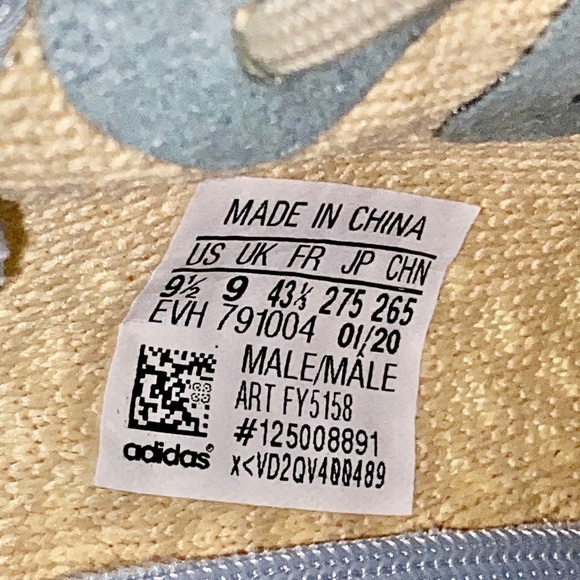 MADE IN CHINA
US UK FR JP CHN
9½ 9 43⅓ 275 265
EVH 791004 01/20
MALE/MÂLE
ART FY5158
#125008891
adidas®
x<VD2QV400489